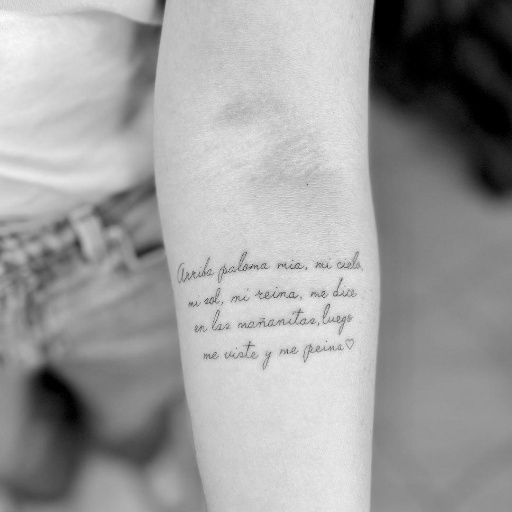 Arriba paloma mia, mi cielo,
mi sol, mi reina, me dice
en las mañanitas, luego
me viste y me peina♡